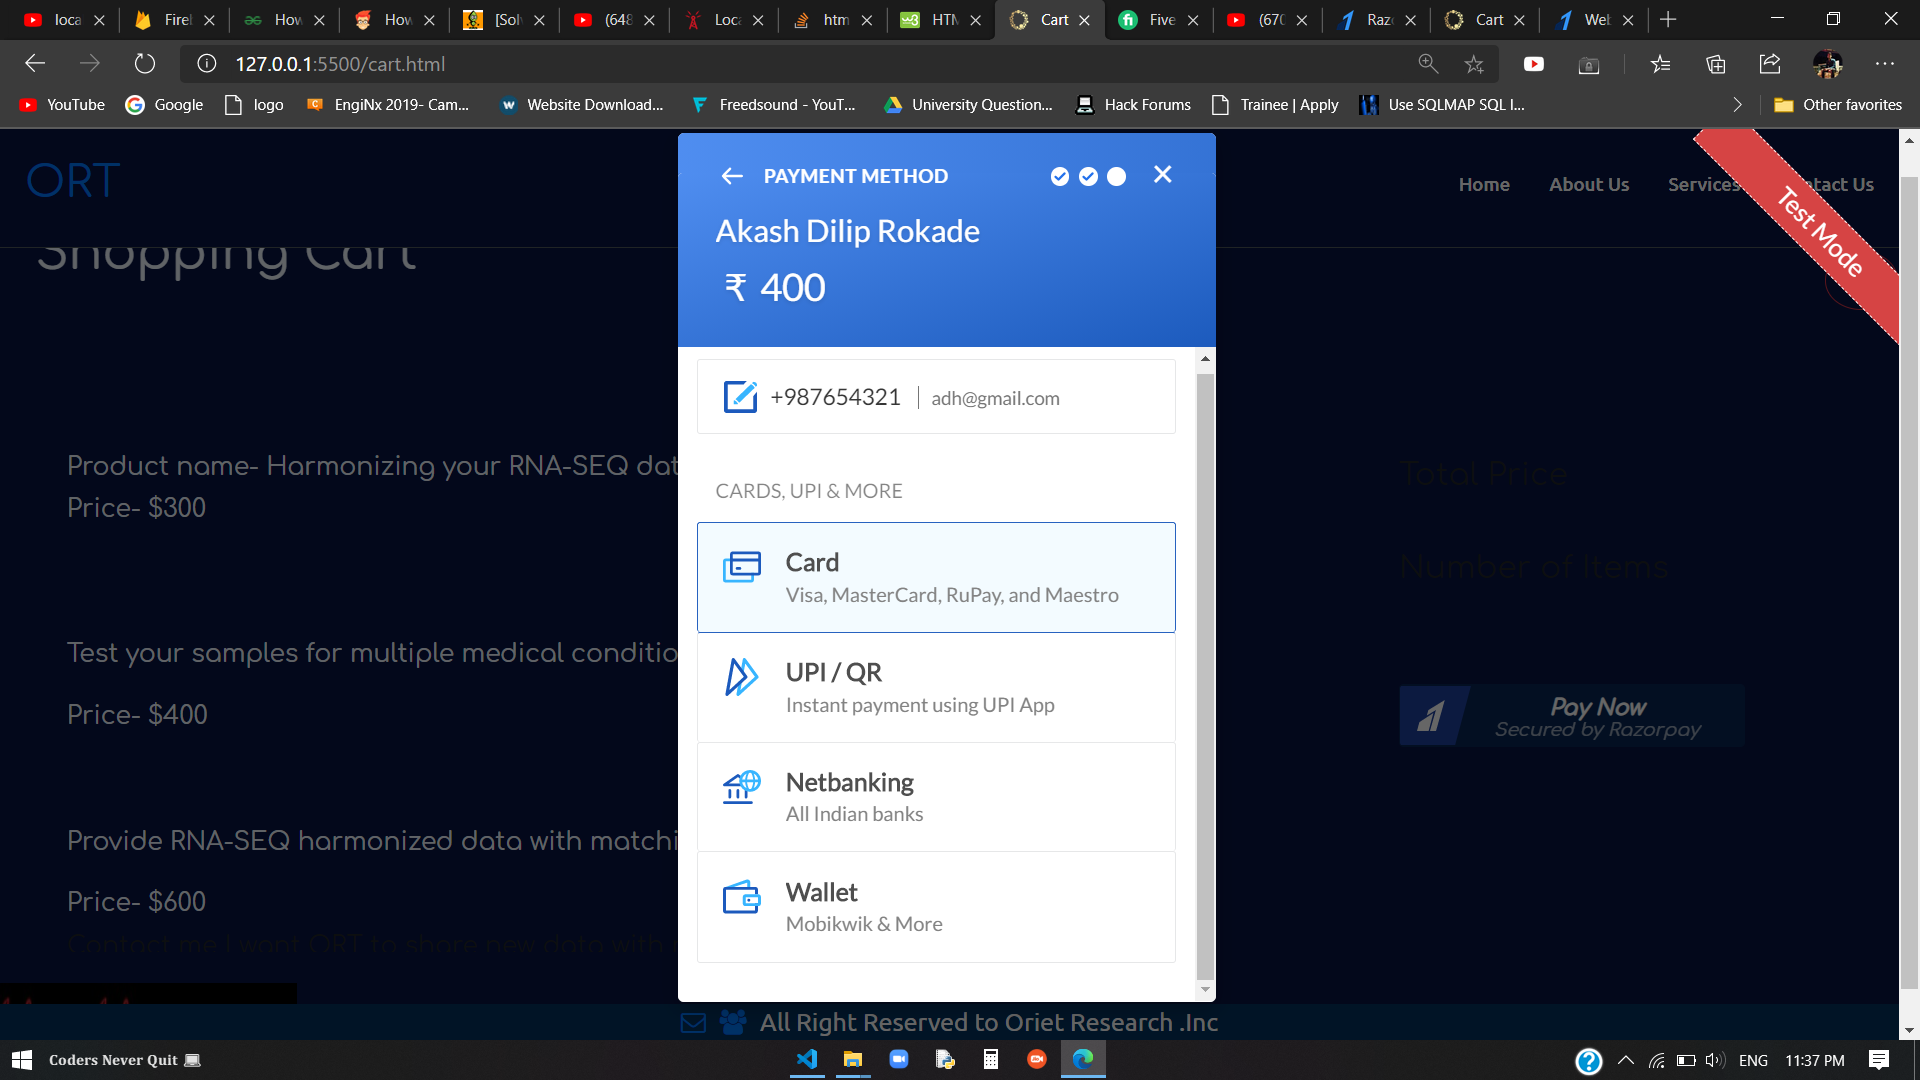 loca
Fireb
How
How
[Solv
(648
Loca
htm
HTM
Cart
Five
(670
Razo
Cart
Web
127.0.0.1:5500/cart.html
YouTube
Google
logo
EngiNx 2019- Cam...
Website Download...
Freedsound - YouT...
University Question...
Hack Forums
Trainee | Apply
Use SQLMAP SQL I...
Other favorites
ORT
Home
About Us
Services
ntact Us
Test Mode
Shopping Cart
PAYMENT METHOD
Akash Dilip Rokade
₹ 400
+987654321 | adh@gmail.com
CARDS, UPI & MORE
Card
Visa, MasterCard, RuPay, and Maestro
UPI / QR
Instant payment using UPI App
Netbanking
All Indian banks
Wallet
Mobikwik & More
Product name- Harmonizing your RNA-SEQ dat
Price- $300
Test your samples for multiple medical conditio
Price- $400
Provide RNA-SEQ harmonized data with matchi
Price- $600
Contact me I want ORT to share new data with
Total Price
Number of Items
Pay Now
Secured by Razorpay
All Right Reserved to Oriet Research .Inc
Coders Never Quit
ENG
11:37 PM